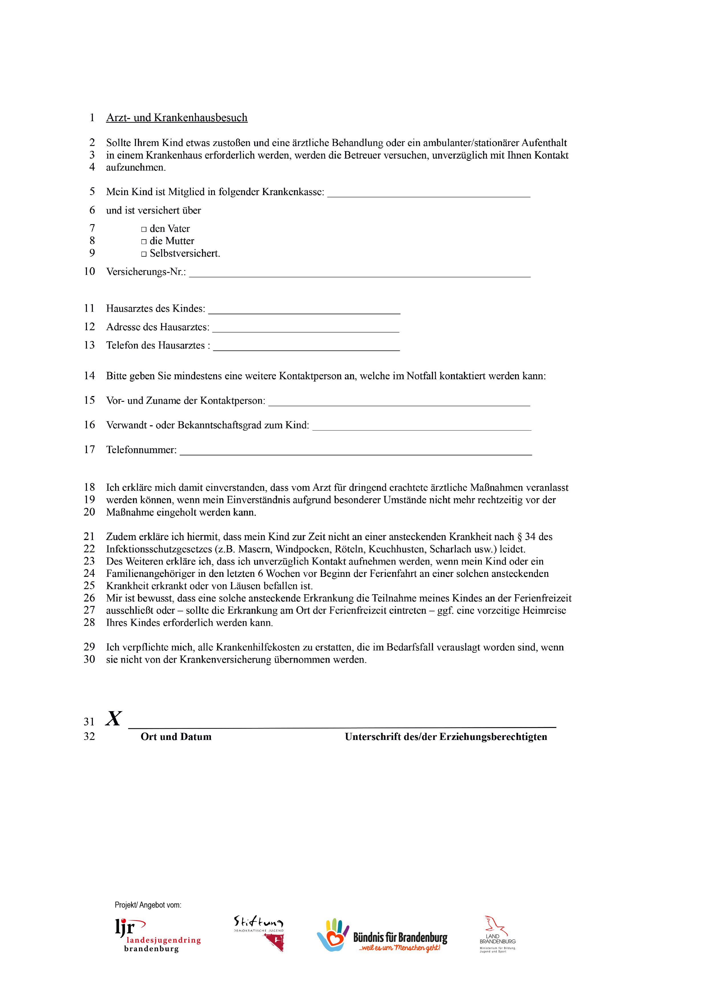 1 Arzt- und Krankenhausbesuch
2 Sollte Ihrem Kind etwas zustoßen und eine ärztliche Behandlung oder ein ambulanter/stationärer Aufenthalt
3 in einem Krankenhaus erforderlich werden, werden die Betreuer versuchen, unverzüglich mit Ihnen Kontakt
4 aufzunehmen.
5 Mein Kind ist Mitglied in folgender Krankenkasse: ____________________
6 und ist versichert über
7 □ den Vater
8 □ die Mutter
9 □ Selbstversichert.
10 Versicherungs-Nr.: ____________________
11 Hausarztes des Kindes: ____________________
12 Adresse des Hausarztes: ____________________
13 Telefon des Hausarztes : ____________________
14 Bitte geben Sie mindestens eine weitere Kontaktperson an, welche im Notfall kontaktiert werden kann:
15 Vor- und Zuname der Kontaktperson: ____________________
16 Verwandt - oder Bekanntschaftsgrad zum Kind: ____________________
17 Telefonnummer: ____________________
18 Ich erkläre mich damit einverstanden, dass vom Arzt für dringend erachtete ärztliche Maßnahmen veranlasst
19 werden können, wenn mein Einverständnis aufgrund besonderer Umstände nicht mehr rechtzeitig vor der
20 Maßnahme eingeholt werden kann.
21 Zudem erkläre ich hiermit, dass mein Kind zur Zeit nicht an einer ansteckenden Krankheit nach § 34 des
22 Infektionsschutzgesetzes (z.B. Masern, Windpocken, Röteln, Keuchhusten, Scharlach usw.) leidet.
23 Des Weiteren erkläre ich, dass ich unverzüglich Kontakt aufnehmen werden, wenn mein Kind oder ein
24 Familienangehöriger in den letzten 6 Wochen vor Beginn der Ferienfahrt an einer solchen ansteckenden
25 Krankheit erkrankt oder von Läusen befallen ist.
26 Mir ist bewusst, dass eine solche ansteckende Erkrankung die Teilnahme meines Kindes an der Ferienfreizeit
27 ausschließt oder – sollte die Erkrankung am Ort der Ferienfreizeit eintreten – ggf. eine vorzeitige Heimreise
28 Ihres Kindes erforderlich werden kann.
29 Ich verpflichte mich, alle Krankenhilfekosten zu erstatten, die im Bedarfsfall verauslagt worden sind, wenn
30 sie nicht von der Krankenversicherung übernommen werden.
31 X ____________________
32 Ort und Datum Unterschrift des/der Erziehungsberechtigten
Projekt/ Angebot vom:
ljr
landesjugendring
brandenburg
Stiftung
DEMOKRATISCHE JUGEND
Bündnis für Brandenburg
...weil es um Menschen geht!
LAND
BRANDENBURG
Ministerium für Bildung,
Jugend und Sport